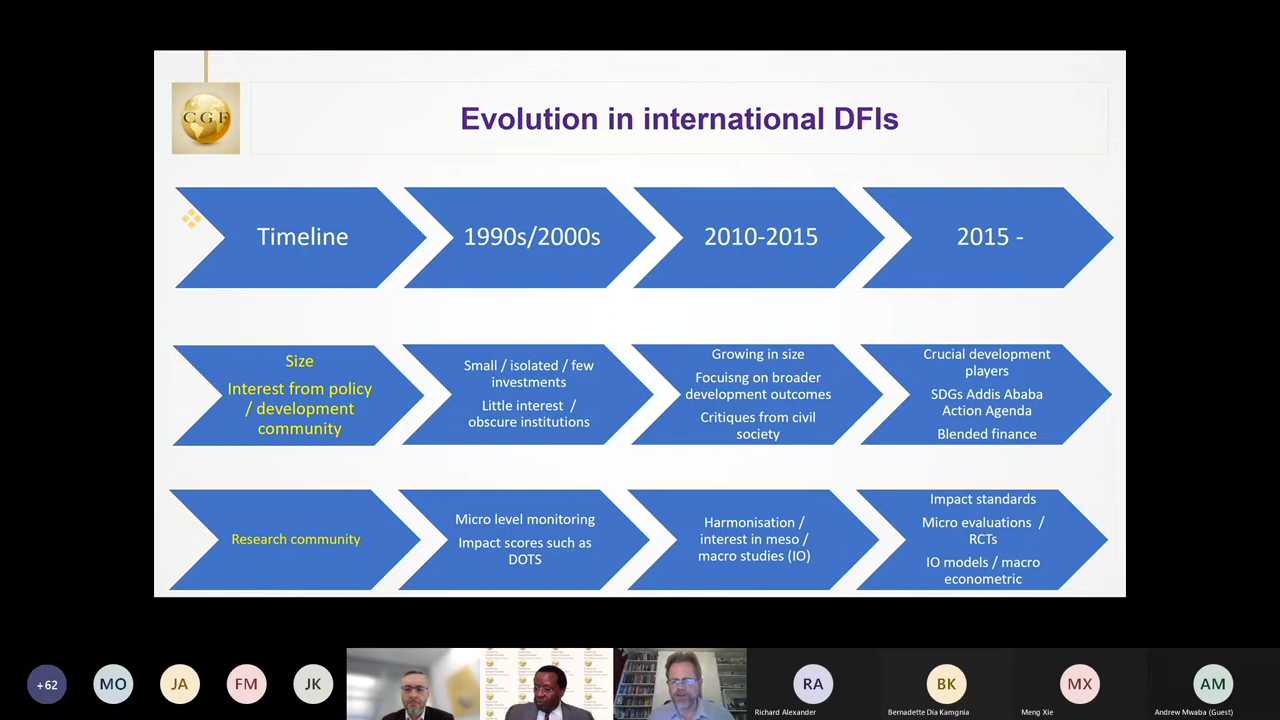 CGF
Evolution in international DFIs
Timeline
1990s/2000s
2010-2015
2015 -
Size
Interest from policy
/ development
community
Small / isolated / few
investments
Little interest /
obscure institutions
Growing in size
Focuisng on broader
development outcomes
Critiques from civil
society
Crucial development
players
SDGs Addis Ababa
Action Agenda
Blended finance
Research community
Micro level monitoring
Impact scores such as
DOTS
Harmonisation /
interest in meso /
macro studies (IO)
Impact standards
Micro evaluations /
RCTs
IO models / macro
econometric
+62
MO
JA
FM
JK
RA
Richard Alexander
BK
Bernadette Dia Kamgnia
MX
Meng Xie
AM
Andrew Mwaba (Guest)